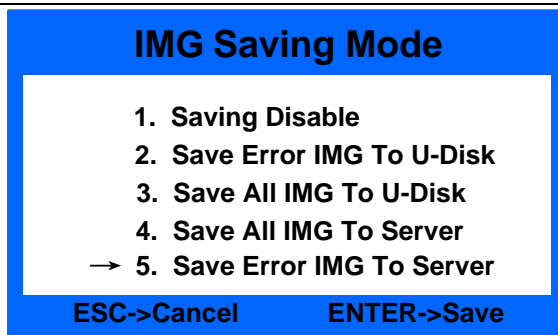 IMG Saving Mode
1. Saving Disable
2. Save Error IMG To U-Disk
3. Save All IMG To U-Disk
4. Save All IMG To Server
→ 5. Save Error IMG To Server
ESC->Cancel ENTER->Save